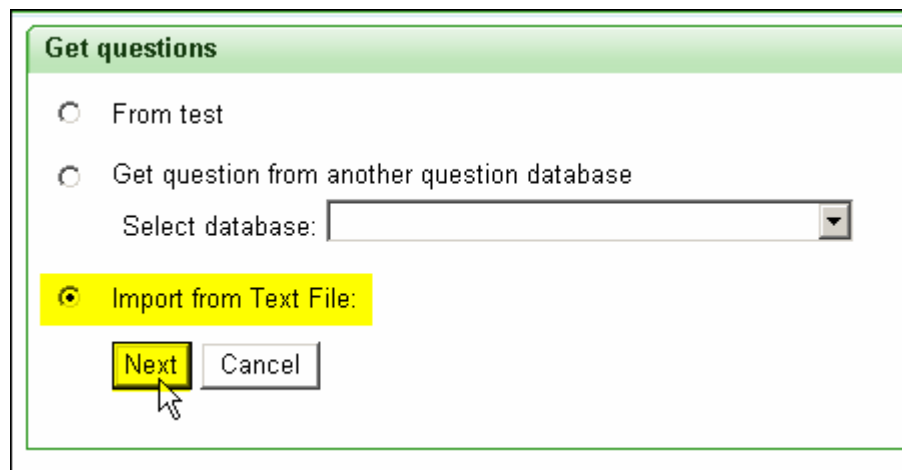 Get questions
From test
Get question from another question database
Select database:
Import from Text File:
Next Cancel